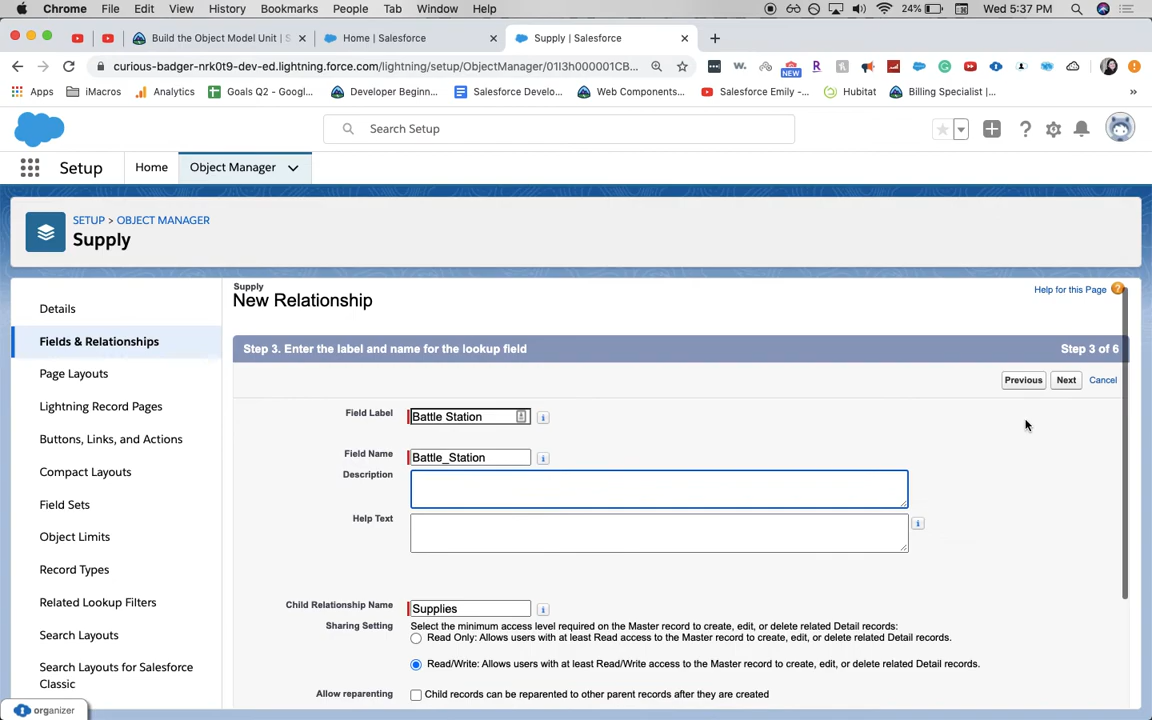 Chrome File Edit View History Bookmarks People Tab Window Help 24% Wed 5:37 PM
Build the Object Model Unit | S Home | Salesforce Supply | Salesforce
curious-badger-nrk0t9-dev-ed.lightning.force.com/lightning/setup/ObjectManager/01I3h000001CB... NEW
Apps iMacros Analytics Goals Q2 - Googl... Developer Beginn... Salesforce Develo... Web Components... Salesforce Emily -... Hubitat Billing Specialist |... »
Search Setup
Setup Home Object Manager
SETUP > OBJECT MANAGER
Supply
Details
Fields & Relationships
Page Layouts
Lightning Record Pages
Buttons, Links, and Actions
Compact Layouts
Field Sets
Object Limits
Record Types
Related Lookup Filters
Search Layouts
Search Layouts for Salesforce
Classic
organizer
Supply
New Relationship
Help for this Page
Step 3. Enter the label and name for the lookup field Step 3 of 6
Previous Next Cancel
Field Label Battle Station
Field Name Battle_Station
Description
Help Text
Child Relationship Name Supplies
Sharing Setting Select the minimum access level required on the Master record to create, edit, or delete related Detail records:
Read Only: Allows users with at least Read access to the Master record to create, edit, or delete related Detail records.
Read/Write: Allows users with at least Read/Write access to the Master record to create, edit, or delete related Detail records.
Allow reparenting Child records can be reparented to other parent records after they are created